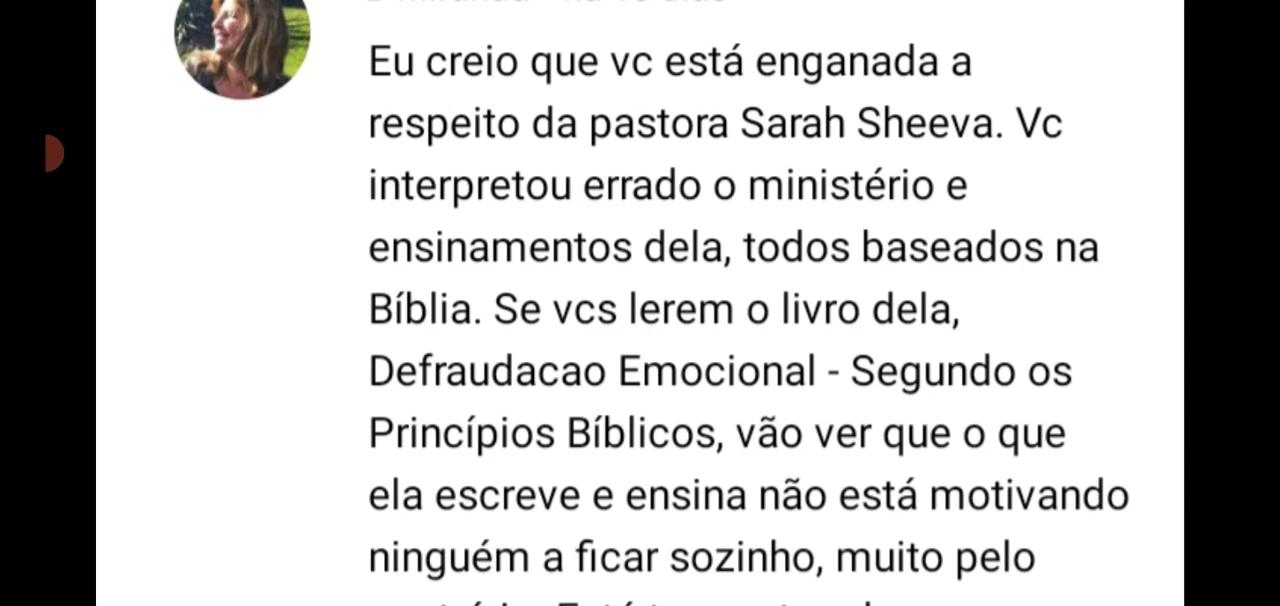 Eu creio que vc está enganada a
respeito da pastora Sarah Sheeva. Vc
interpretou errado o ministério e
ensinamentos dela, todos baseados na
Bíblia. Se vcs lerem o livro dela,
Defraudacao Emocional - Segundo os
Princípios Bíblicos, vão ver que o que
ela escreve e ensina não está motivando
ninguém a ficar sozinho, muito pelo